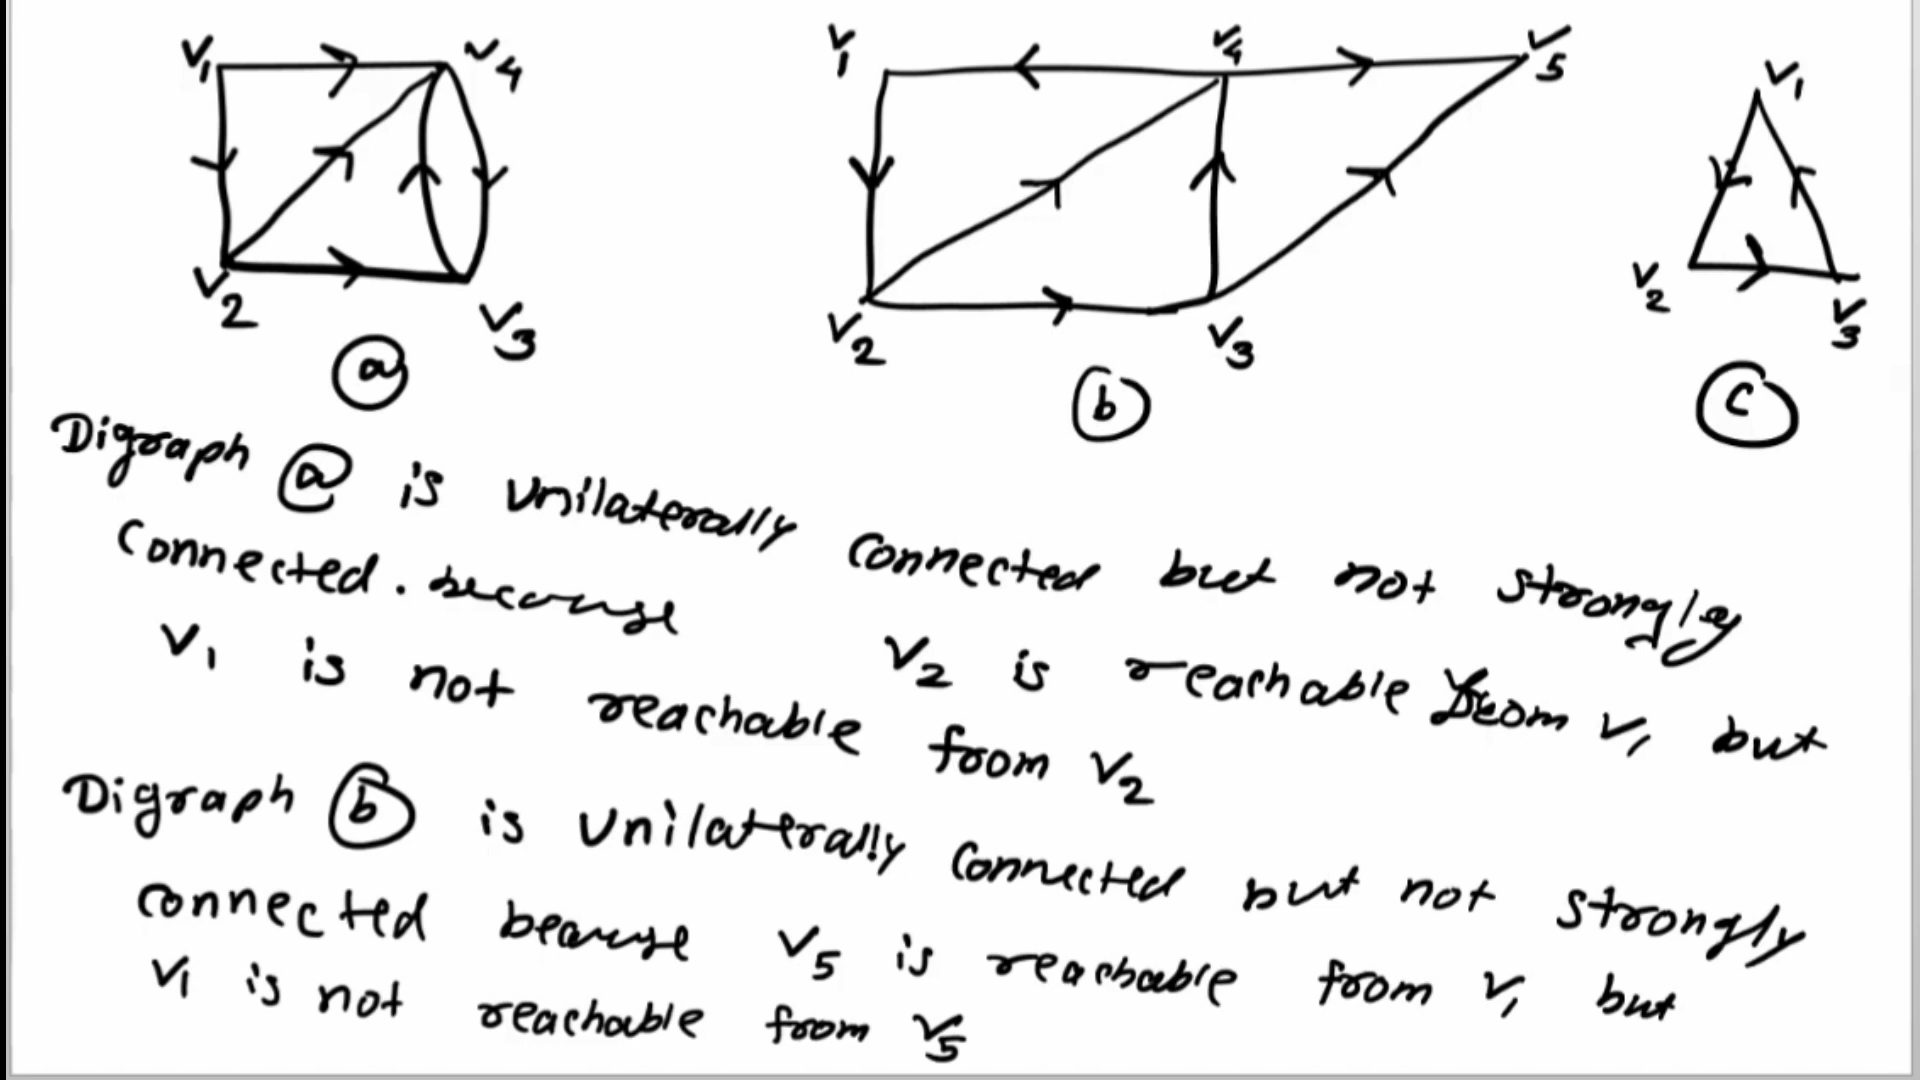 V1 V4 V1 V4 V5 V1
V2 V3 V2 V3 V2 V3
a b c
Digraph a is unilaterally connected but not strongly
connected. because V2 is reachable from V1 but
V1 is not reachable from V2
Digraph b is unilaterally connected but not strongly
connected because V5 is reachable from V1 but
V1 is not reachable from V5